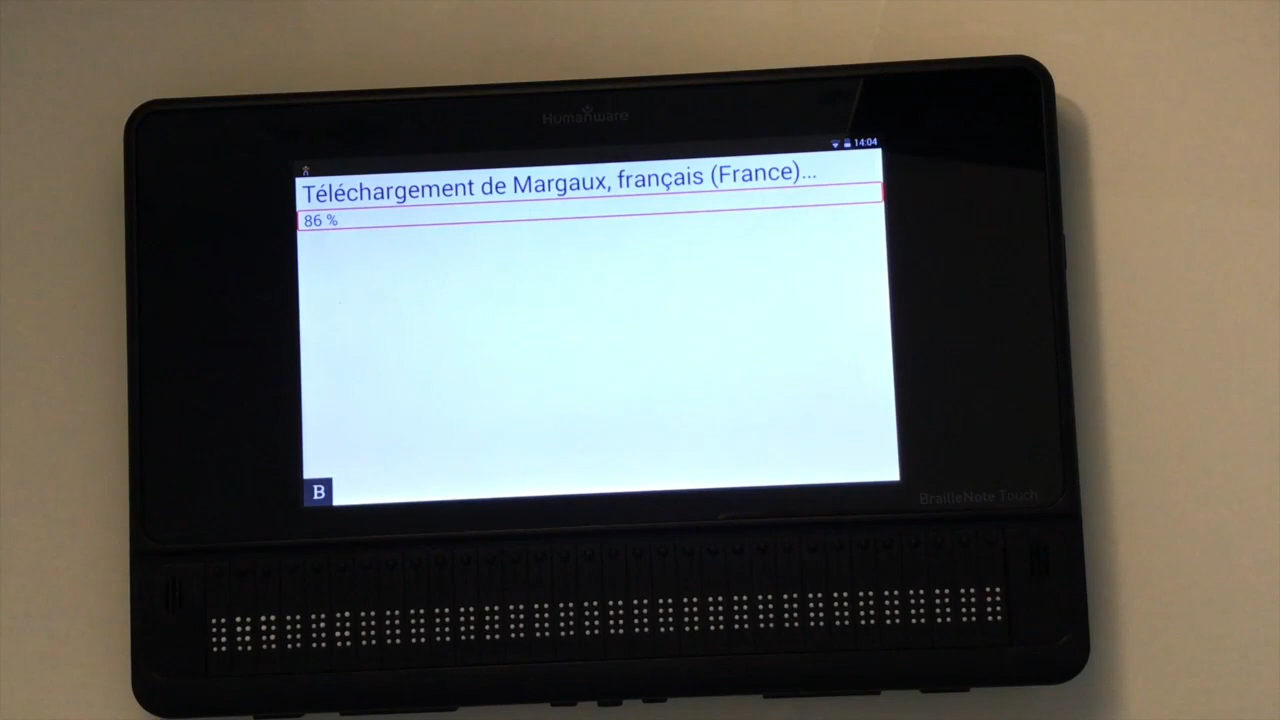 Humanware
14:04
Téléchargement de Margaux, français (France)...
86 %
B
BrailleNote Touch